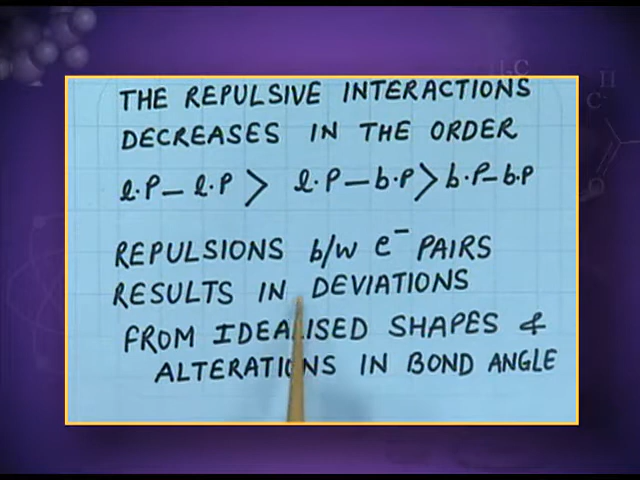 THE REPULSIVE INTERACTIONS
DECREASES IN THE ORDER
l.P – l.P > l.P – b.P > b.P – b.P
REPULSIONS b/w e⁻ PAIRS
RESULTS IN DEVIATIONS
FROM IDEALISED SHAPES &
ALTERATIONS IN BOND ANGLE